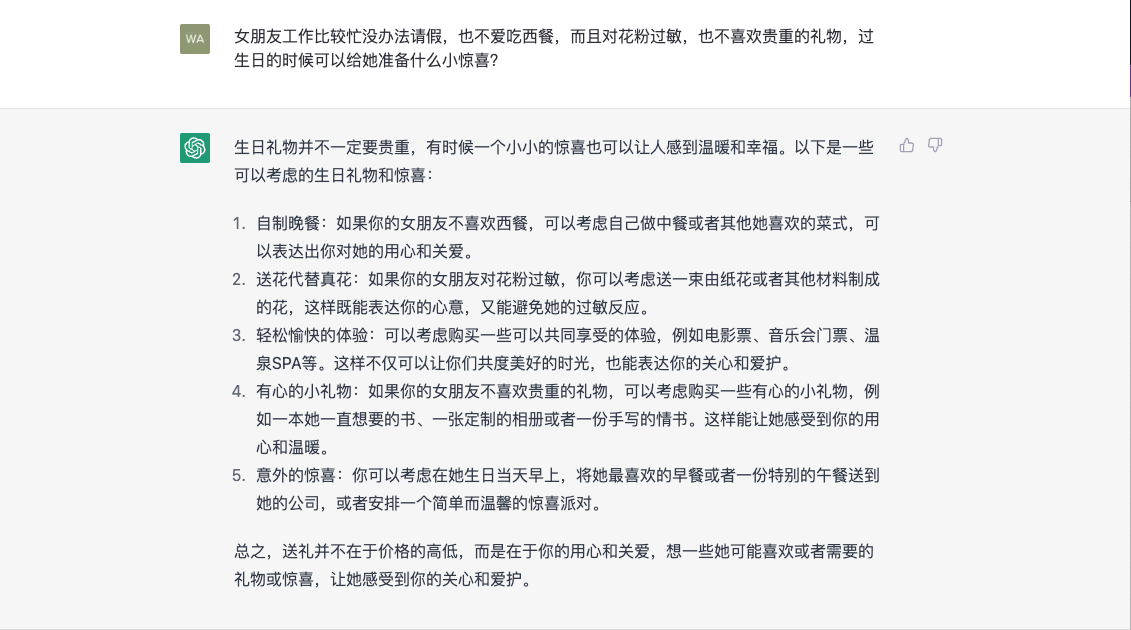 WA
女朋友工作比较忙没办法请假，也不爱吃西餐，而且对花粉过敏，也不喜欢贵重的礼物，过
生日的时候可以给她准备什么小惊喜?
生日礼物并不一定要贵重，有时候一个小小的惊喜也可以让人感到温暖和幸福。以下是一些
可以考虑的生日礼物和惊喜：
1. 自制晚餐：如果你的女朋友不喜欢西餐，可以考虑自己做中餐或者其他她喜欢的菜式，可
以表达出你对她的用心和关爱。
2. 送花代替真花：如果你的女朋友对花粉过敏，你可以考虑送一束由纸花或者其他材料制成
的花，这样既能表达你的心意，又能避免她的过敏反应。
3. 轻松愉快的体验：可以考虑购买一些可以共同享受的体验，例如电影票、音乐会门票、温
泉SPA等。这样不仅可以让你们共度美好的时光，也能表达你的关心和爱护。
4. 有心的小礼物：如果你的女朋友不喜欢贵重的礼物，可以考虑购买一些有心的小礼物，例
如一本她一直想要的书、一张定制的相册或者一份手写的情书。这样能让她感受到你的用
心和温暖。
5. 意外的惊喜：你可以考虑在她生日当天早上，将她最喜欢的早餐或者一份特别的午餐送到
她的公司，或者安排一个简单而温馨的惊喜派对。
总之，送礼并不在于价格的高低，而是在于你的用心和关爱，想一些她可能喜欢或者需要的
礼物或惊喜，让她感受到你的关心和爱护。